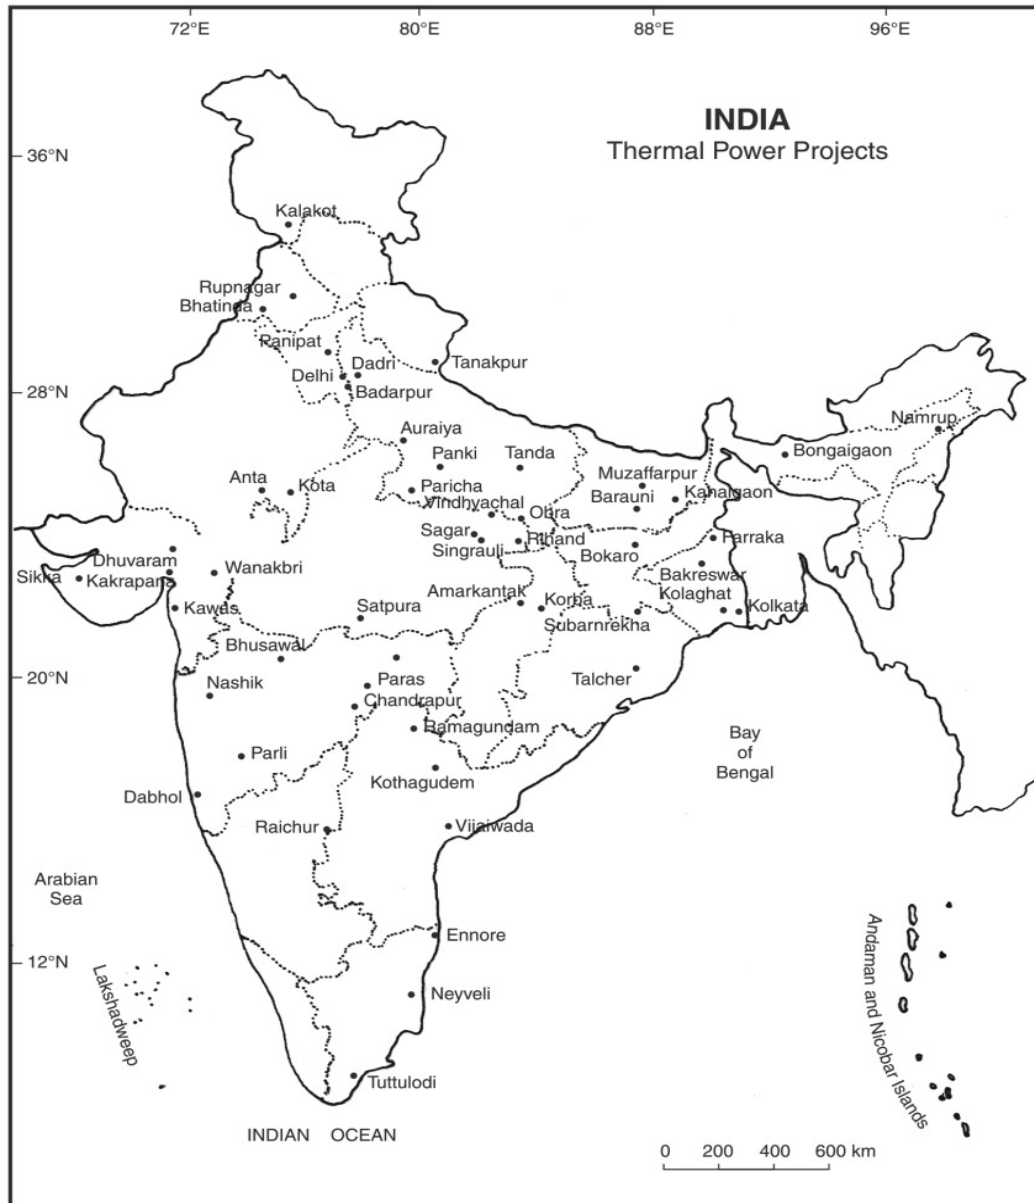 72°E
80°E
88°E
96°E
INDIA
Thermal Power Projects
36°N
Kalakot
Rupnagar
Bhatinda
Panipat
Dadri
Tanakpur
Delhi
Badarpur
28°N
Namrup
Auraiya
Bongaigaon
Panki
Tanda
Muzaffarpur
Anta
Kota
Paricha
Kahalgaon
Barauni
Vindhyachal
Obra
Sagar
Rihand
Farraka
Singrauli
Bokaro
Dhuvaram
Wanakbri
Bakreswar
Sikka
Kakrapara
Amarkantak
Korba
Kolaghat
Kolkata
Kawas
Satpura
Subarnrekha
Bhusawal
20°N
Nashik
Paras
Talcher
Chandrapur
Ramagundam
Bay
of
Bengal
Parli
Kothagudem
Dabhol
Raichur
Vijaiwada
Arabian
Sea
Ennore
12°N
Lakshadweep
Neyveli
Andaman and Nicobar Islands
Tuttulodi
INDIAN OCEAN
0 200 400 600 km